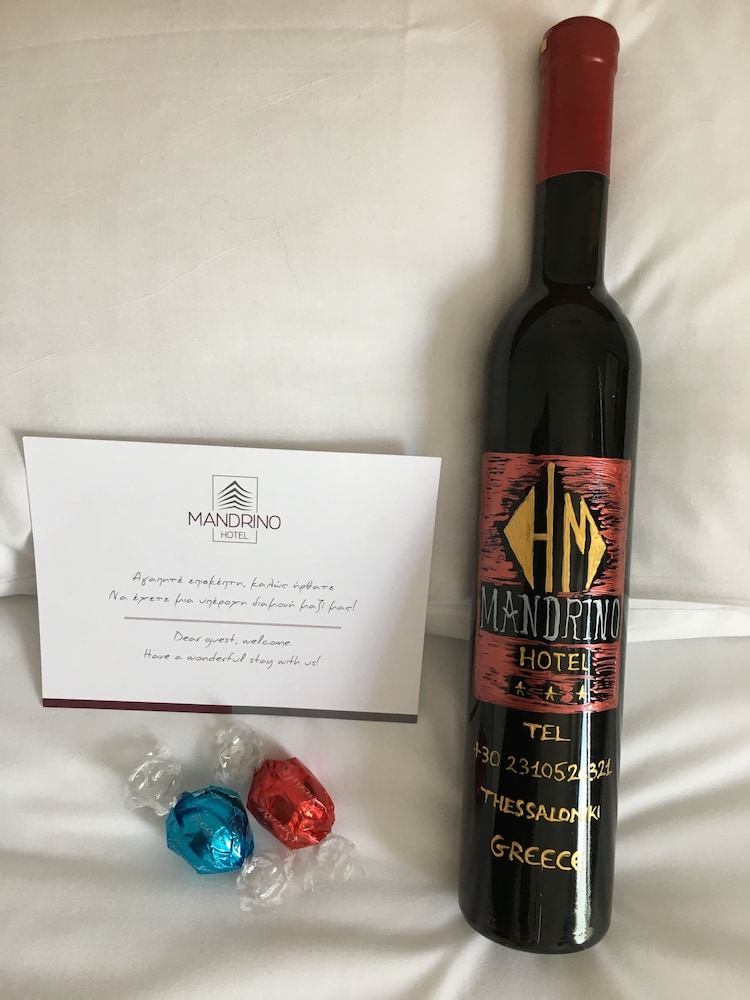 MANDRINO
HOTEL
Αγαπητέ επισκέπτη, καλώς ήρθατε
Να έχετε μια υπέροχη διαμονή μαζί μας!
Dear guest, welcome.
Have a wonderful stay with us!
HM
MANDRINO
HOTEL
TEL
+30 2310526321
THESSALONIKI
GREECE